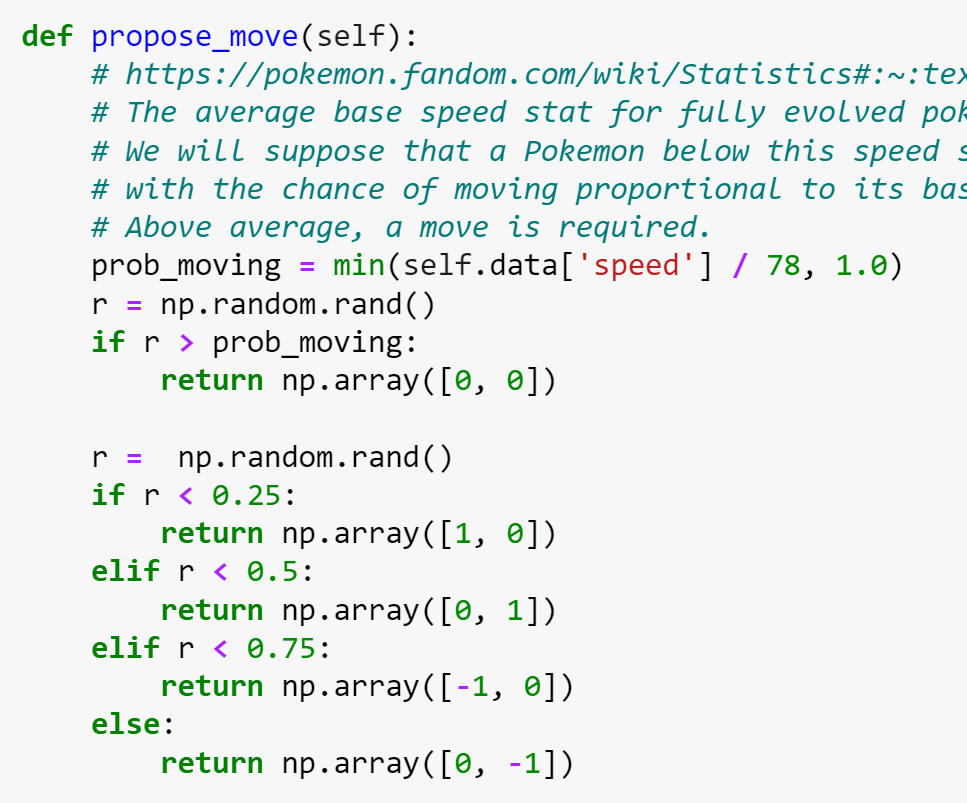 def propose_move(self):
# https://pokemon.fandom.com/wiki/Statistics#:~:tex
# The average base speed stat for fully evolved pok
# We will suppose that a Pokemon below this speed s
# with the chance of moving proportional to its bas
# Above average, a move is required.
prob_moving = min(self.data['speed'] / 78, 1.0)
r = np.random.rand()
if r > prob_moving:
return np.array([0, 0])
r =  np.random.rand()
if r < 0.25:
return np.array([1, 0])
elif r < 0.5:
return np.array([0, 1])
elif r < 0.75:
return np.array([-1, 0])
else:
return np.array([0, -1])